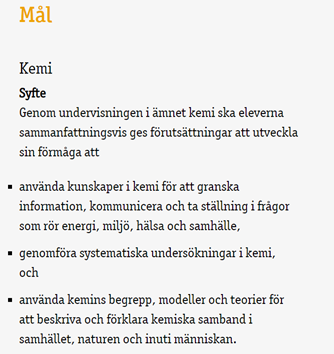 Mål
Kemi
Syfte
Genom undervisningen i ämnet kemi ska eleverna
sammanfattningsvis ges förutsättningar att utveckla
sin förmåga att
▪ använda kunskaper i kemi för att granska
information, kommunicera och ta ställning i frågor
som rör energi, miljö, hälsa och samhälle,
▪ genomföra systematiska undersökningar i kemi,
och
▪ använda kemins begrepp, modeller och teorier för
att beskriva och förklara kemiska samband i
samhället, naturen och inuti människan.